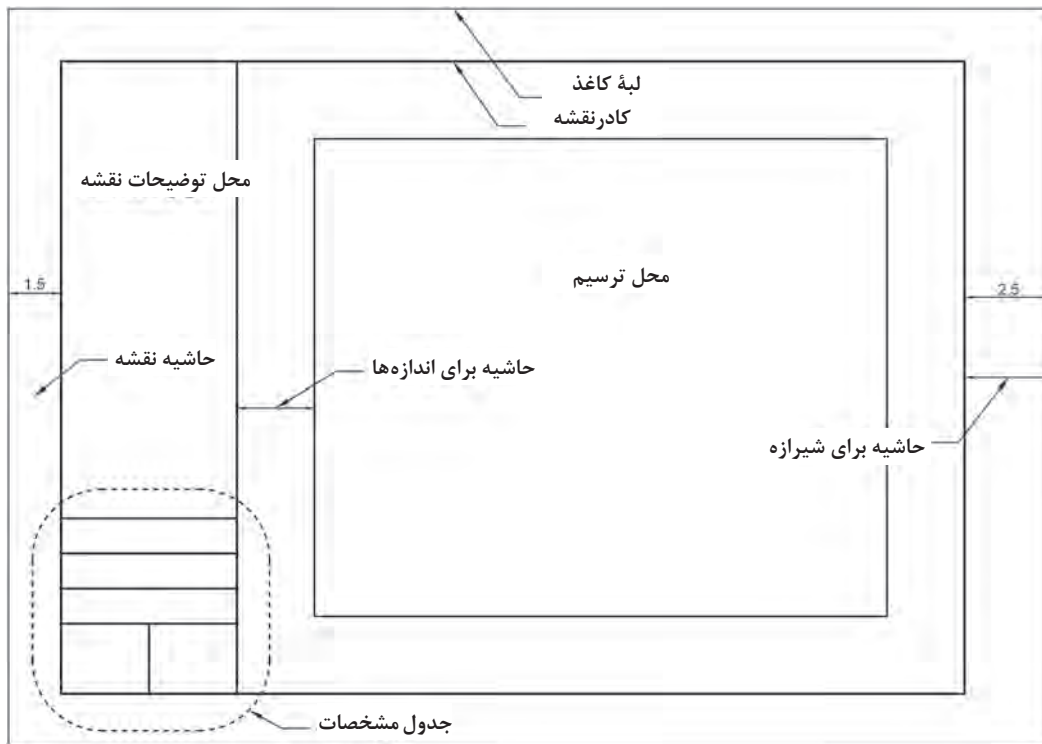 لبهٔ کاغذ
کادرنقشه
محل توضیحات نقشه
محل ترسیم
2.5
1.5
حاشیه نقشه
حاشیه برای اندازه‌ها
حاشیه برای شیرازه
جدول مشخصات